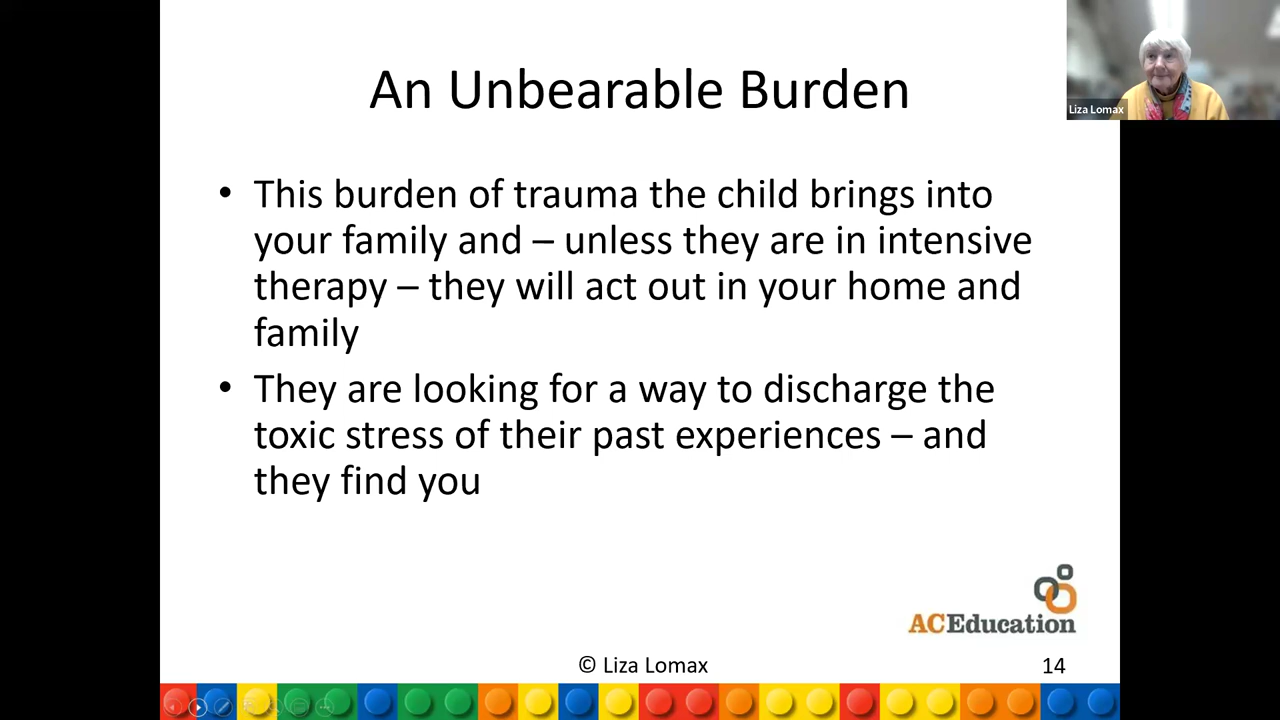 An Unbearable Burden
Liza Lomax
• This burden of trauma the child brings into
your family and – unless they are in intensive
therapy – they will act out in your home and
family
• They are looking for a way to discharge the
toxic stress of their past experiences – and
they find you
ACEducation
© Liza Lomax
14